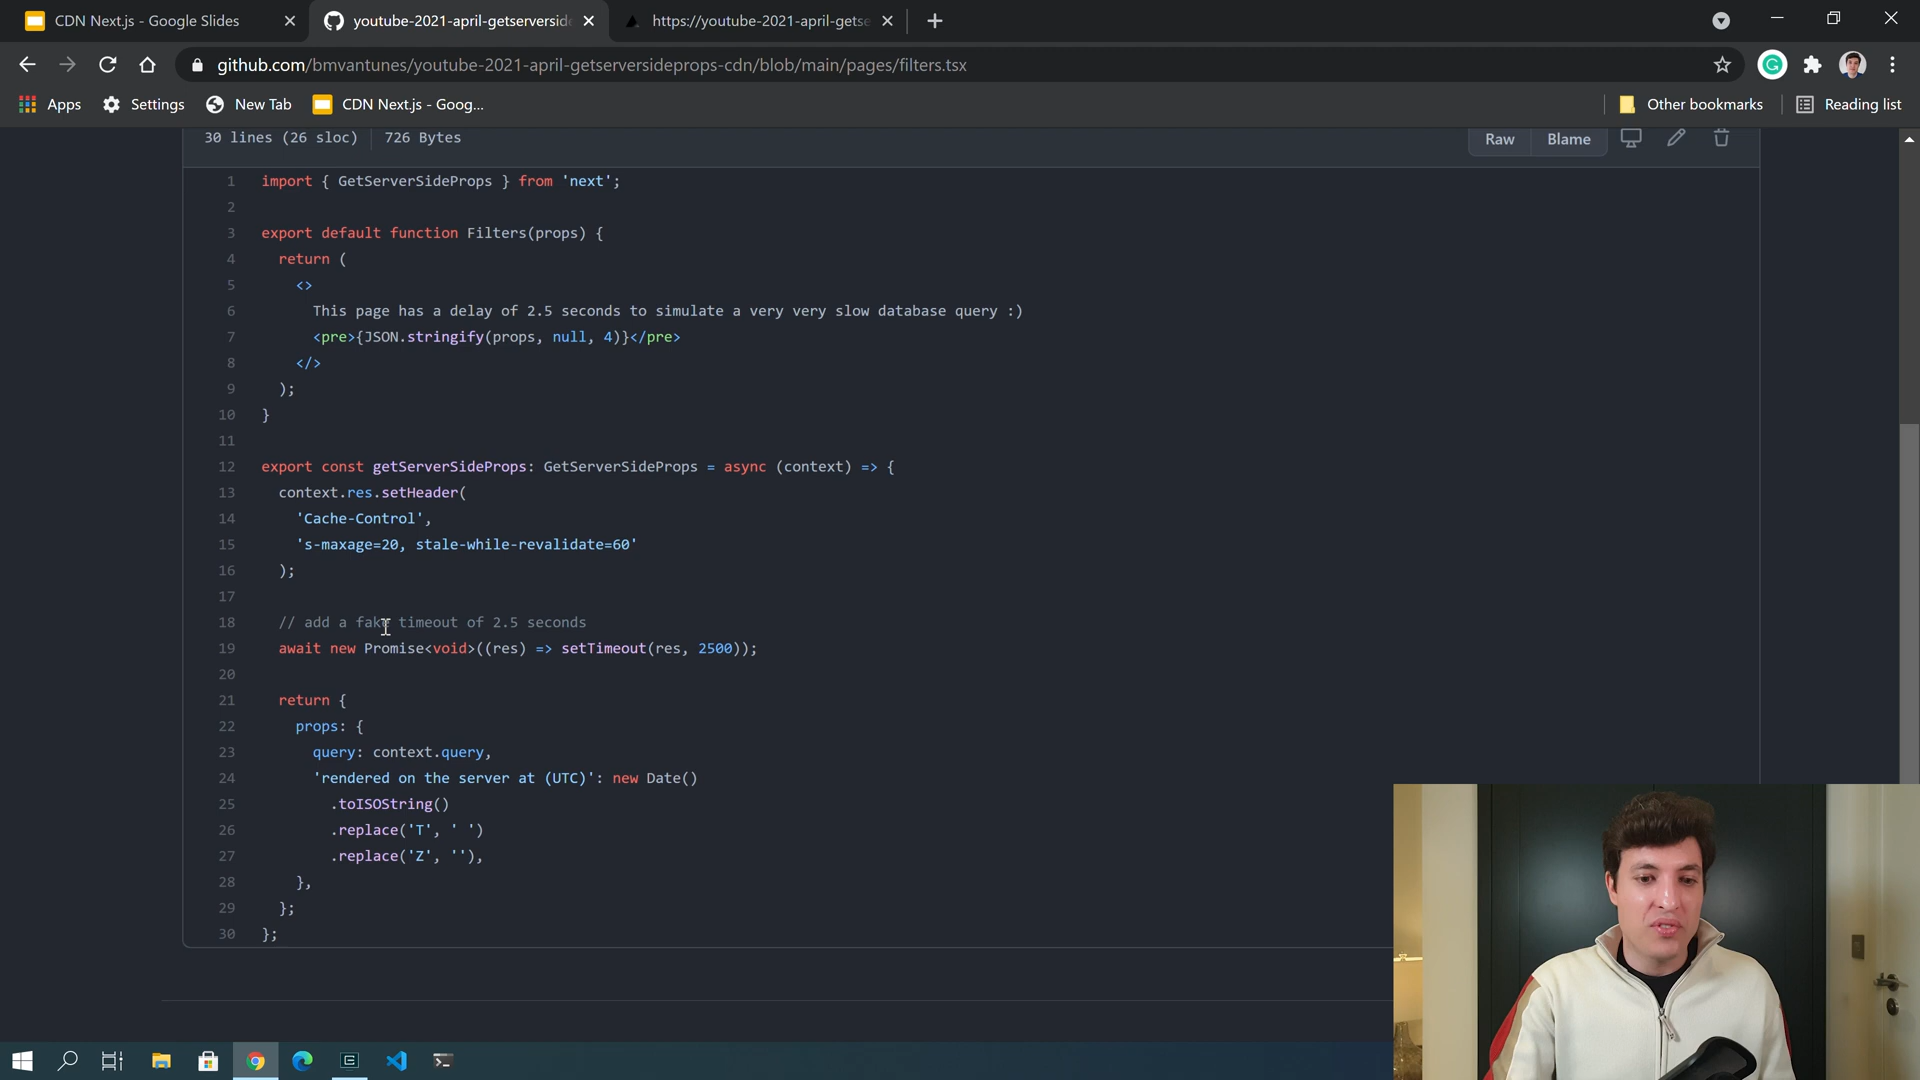 CDN Next.js - Google Slides
youtube-2021-april-getserversid
https://youtube-2021-april-getse
github.com/bmvantunes/youtube-2021-april-getserversideprops-cdn/blob/main/pages/filters.tsx
Apps
Settings
New Tab
CDN Next.js - Goog...
Other bookmarks
Reading list
30 lines (26 sloc)
726 Bytes
Raw
Blame
1 import { GetServerSideProps } from 'next';
2
3 export default function Filters(props) {
4 return (
5 <>
6 This page has a delay of 2.5 seconds to simulate a very very slow database query :)
7 <pre>{JSON.stringify(props, null, 4)}</pre>
8 </>
9 );
10 }
11
12 export const getServerSideProps: GetServerSideProps = async (context) => {
13 context.res.setHeader(
14 'Cache-Control',
15 's-maxage=20, stale-while-revalidate=60'
16 );
17
18 // add a fake timeout of 2.5 seconds
19 await new Promise<void>((res) => setTimeout(res, 2500));
20
21 return {
22 props: {
23 query: context.query,
24 'rendered on the server at (UTC)': new Date()
25 .toISOString()
26 .replace('T', ' ')
27 .replace('Z', ''),
28 },
29 };
30 };